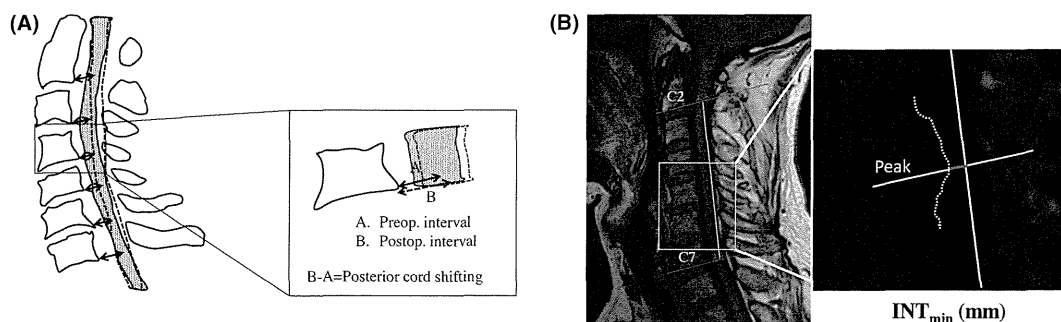 (A)
A
B
A. Preop. interval
B. Postop. interval
B-A=Posterior cord shifting
(B)
C2
C7
Peak
INTmin (mm)